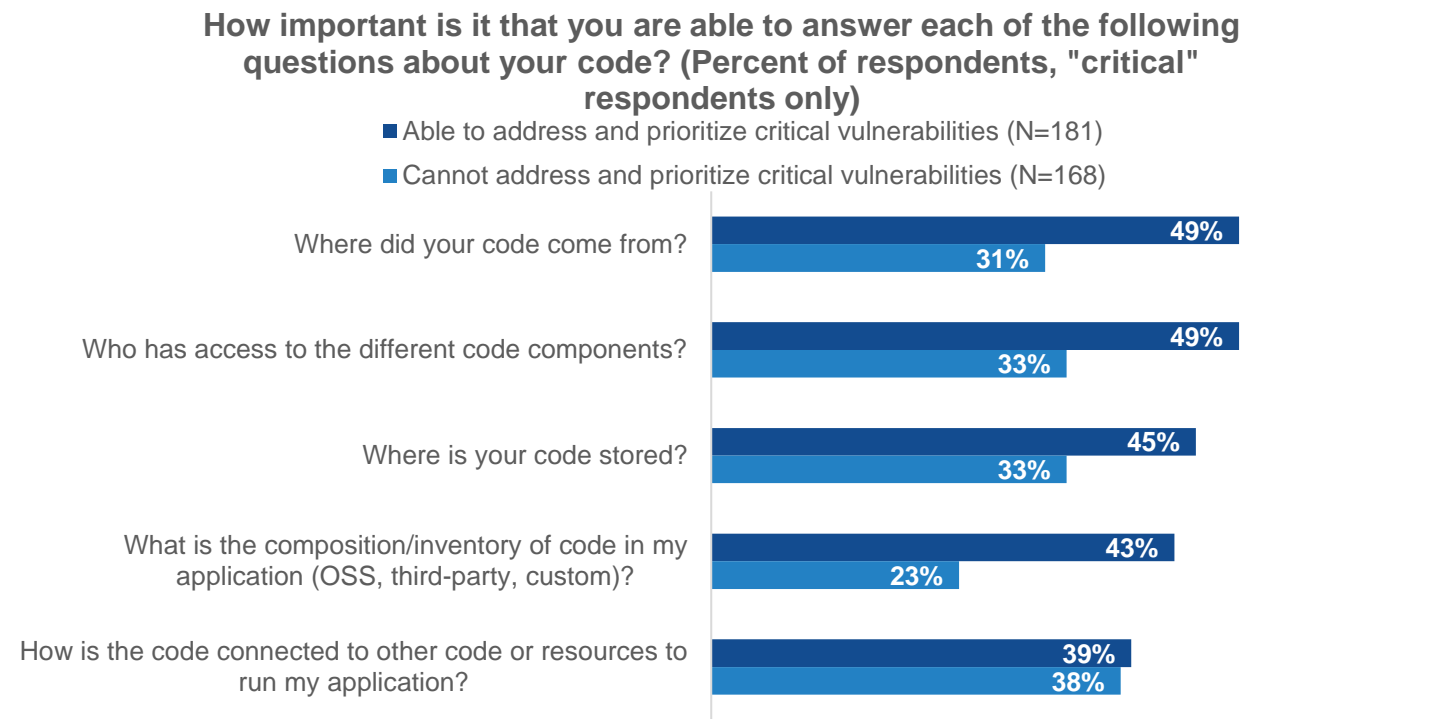 How important is it that you are able to answer each of the following
questions about your code? (Percent of respondents, "critical"
respondents only)
Able to address and prioritize critical vulnerabilities (N=181)
Cannot address and prioritize critical vulnerabilities (N=168)
Where did your code come from?
49%
31%
Who has access to the different code components?
49%
33%
Where is your code stored?
45%
33%
What is the composition/inventory of code in my
application (OSS, third-party, custom)?
43%
23%
How is the code connected to other code or resources to
run my application?
39%
38%